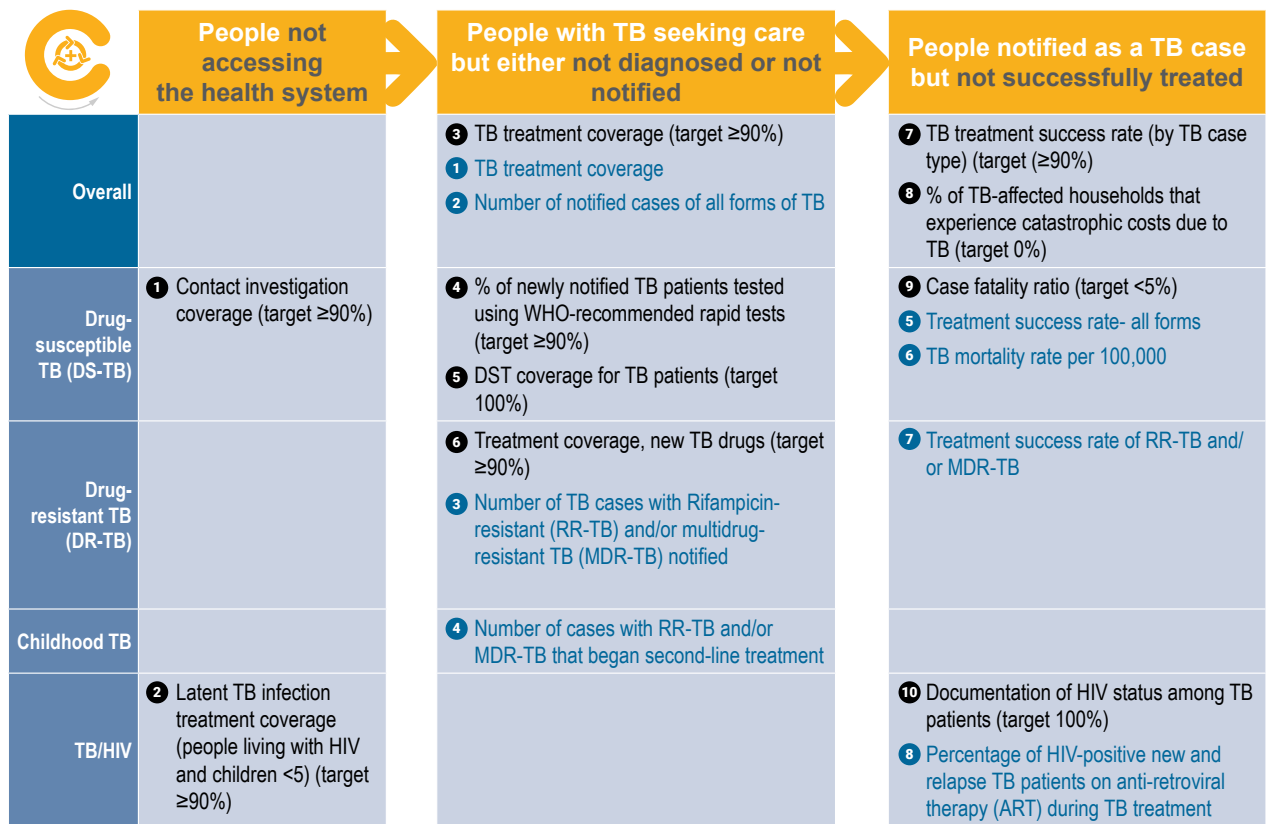 People not
accessing
the health system
People with TB seeking care
but either not diagnosed or not
notified
People notified as a TB case
but not successfully treated
Overall
3 TB treatment coverage (target ≥90%)
1 TB treatment coverage
2 Number of notified cases of all forms of TB
7 TB treatment success rate (by TB case
type) (target (≥90%)
8 % of TB-affected households that
experience catastrophic costs due to
TB (target 0%)
Drug-
susceptible
TB (DS-TB)
1 Contact investigation
coverage (target ≥90%)
4 % of newly notified TB patients tested
using WHO-recommended rapid tests
(target ≥90%)
5 DST coverage for TB patients (target
100%)
9 Case fatality ratio (target <5%)
5 Treatment success rate- all forms
6 TB mortality rate per 100,000
Drug-
resistant TB
(DR-TB)
6 Treatment coverage, new TB drugs (target
≥90%)
3 Number of TB cases with Rifampicin-
resistant (RR-TB) and/or multidrug-
resistant TB (MDR-TB) notified
7 Treatment success rate of RR-TB and/
or MDR-TB
Childhood TB
4 Number of cases with RR-TB and/or
MDR-TB that began second-line treatment
TB/HIV
2 Latent TB infection
treatment coverage
(people living with HIV
and children <5) (target
≥90%)
10 Documentation of HIV status among TB
patients (target 100%)
8 Percentage of HIV-positive new and
relapse TB patients on anti-retroviral
therapy (ART) during TB treatment